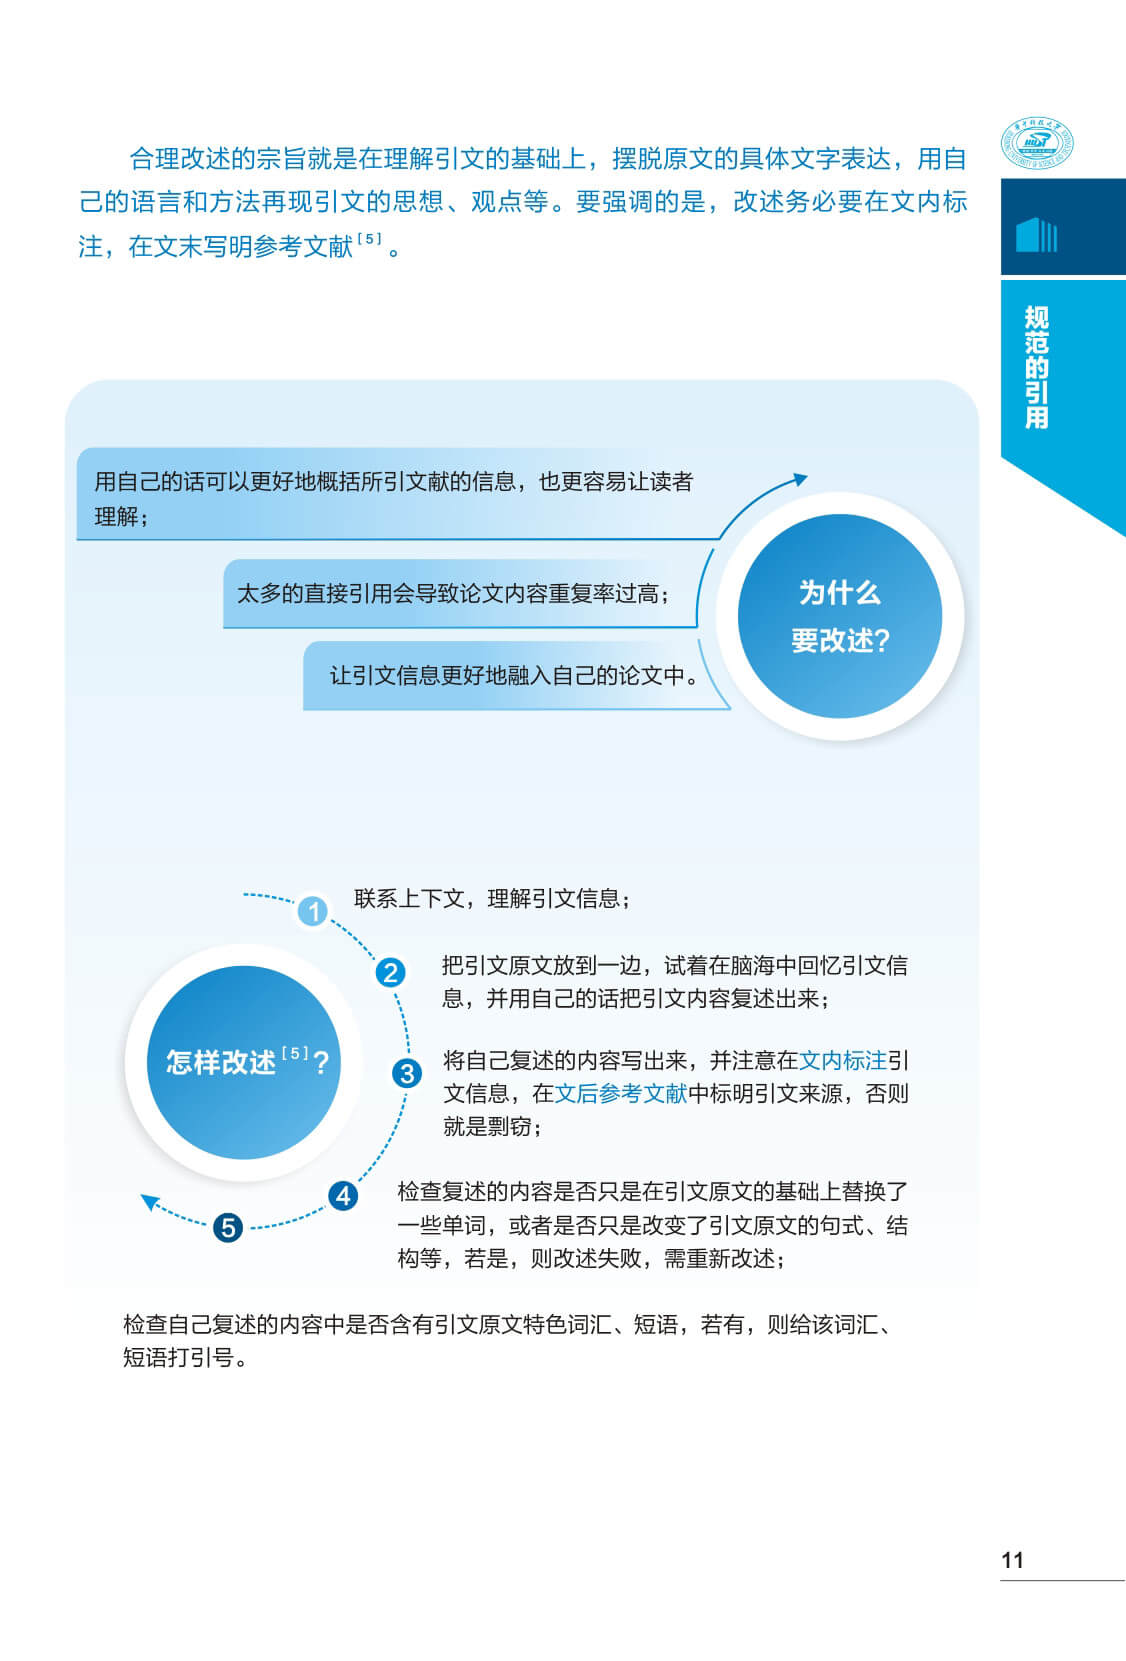 合理改述的宗旨就是在理解引文的基础上，摆脱原文的具体文字表达，用自
己的语言和方法再现引文的思想、观点等。要强调的是，改述务必要在文内标
注，在文末写明参考文献[5]。
规范的引用
用自己的话可以更好地概括所引文献的信息，也更容易让读者
理解；
太多的直接引用会导致论文内容重复率过高；
让引文信息更好地融入自己的论文中。
为什么
要改述？
怎样改述[5]？
1
联系上下文，理解引文信息；
2
把引文原文放到一边，试着在脑海中回忆引文信
息，并用自己的话把引文内容复述出来；
3
将自己复述的内容写出来，并注意在文内标注引
文信息，在文后参考文献中标明引文来源，否则
就是剽窃；
4
检查复述的内容是否只是在引文原文的基础上替换了
一些单词，或者是否只是改变了引文原文的句式、结
构等，若是，则改述失败，需重新改述；
5
检查自己复述的内容中是否含有引文原文特色词汇、短语，若有，则给该词汇、
短语打引号。
11